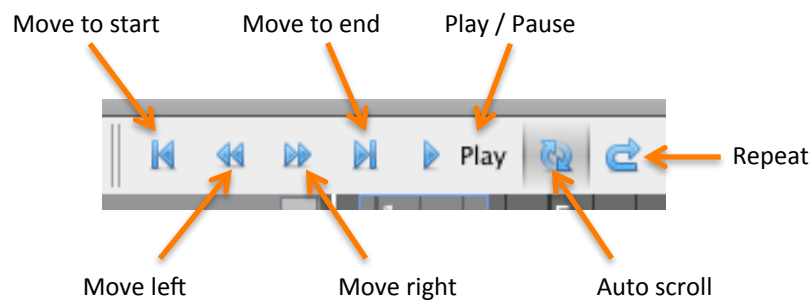 Move to start
Move to end
Play / Pause
Play
Repeat
Move left
Move right
Auto scroll